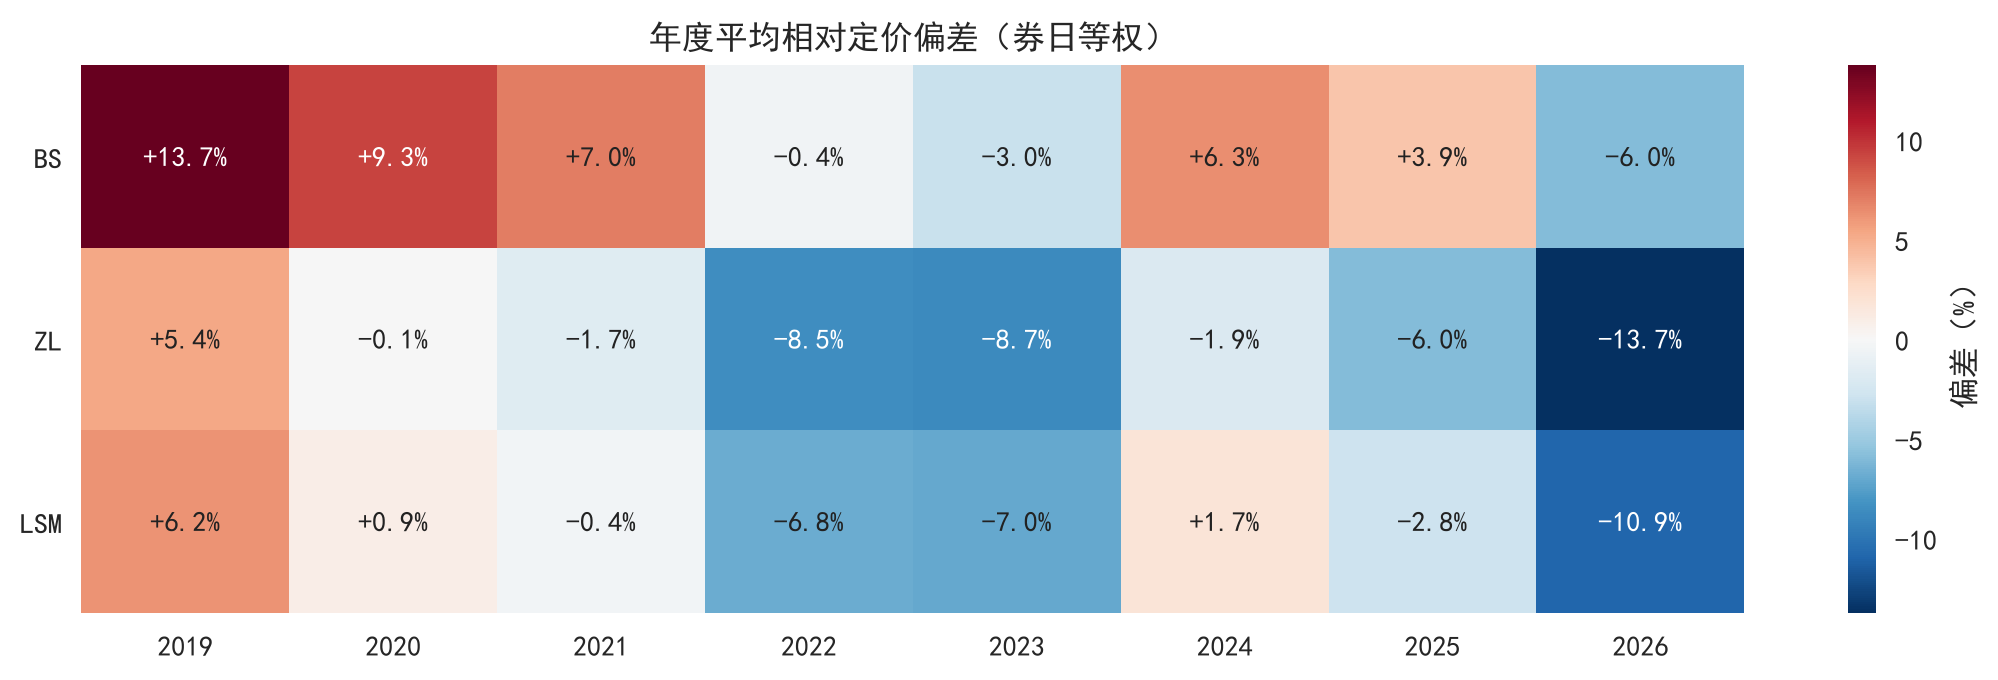 年度平均相对定价偏差（券日等权）
BS +13.7% +9.3% +7.0% −0.4% −3.0% +6.3% +3.9% −6.0%
ZL +5.4% −0.1% −1.7% −8.5% −8.7% −1.9% −6.0% −13.7%
LSM +6.2% +0.9% −0.4% −6.8% −7.0% +1.7% −2.8% −10.9%
2019 2020 2021 2022 2023 2024 2025 2026
10
5
0
−5
−10
偏差（%）